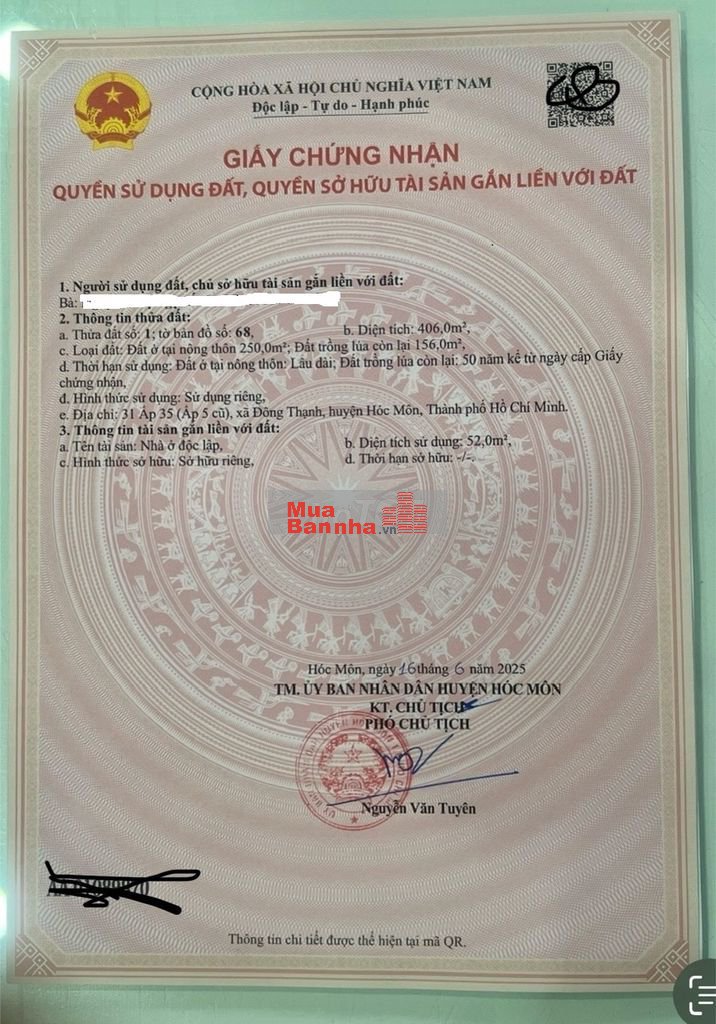 CỘNG HÒA XÃ HỘI CHỦ NGHĨA VIỆT NAM
Độc lập - Tự do - Hạnh phúc
GIẤY CHỨNG NHẬN
QUYỀN SỬ DỤNG ĐẤT, QUYỀN SỞ HỮU TÀI SẢN GẮN LIỀN VỚI ĐẤT
1. Người sử dụng đất, chủ sở hữu tài sản gắn liền với đất:
Bà:
2. Thông tin thửa đất:
a. Thửa đất số: 1; tờ bản đồ số: 68, b. Diện tích: 406,0m²,
c. Loại đất: Đất ở tại nông thôn 250,0m²; Đất trồng lúa còn lại 156,0m²,
d. Thời hạn sử dụng: Đất ở tại nông thôn: Lâu dài; Đất trồng lúa còn lại: 50 năm kể từ ngày cấp Giấy
chứng nhận,
đ. Hình thức sử dụng: Sử dụng riêng,
e. Địa chỉ: 31 Ấp 35 (Ấp 5 cũ), xã Đông Thạnh, huyện Hóc Môn, Thành phố Hồ Chí Minh.
3. Thông tin tài sản gắn liền với đất:
a. Tên tài sản: Nhà ở độc lập, b. Diện tích sử dụng: 52,0m²,
c. Hình thức sở hữu: Sở hữu riêng, d. Thời hạn sở hữu: -/-.
Mua
Bannha.vn
Hóc Môn, ngày 16 tháng 6 năm 2025
TM. ỦY BAN NHÂN DÂN HUYỆN HÓC MÔN
KT. CHỦ TỊCH
PHÓ CHỦ TỊCH
Nguyễn Văn Tuyên
Thông tin chi tiết được thể hiện tại mã QR.